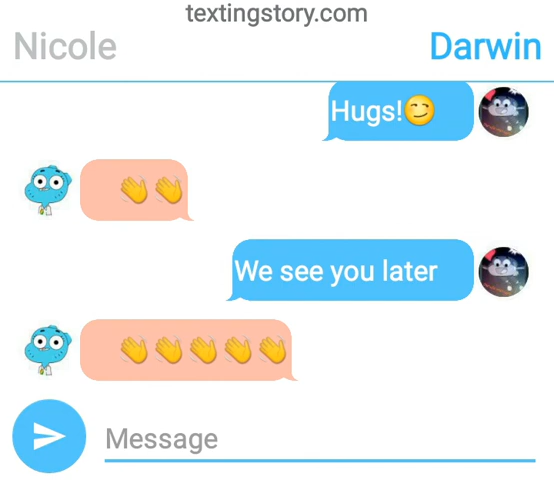 textingstory.com
Nicole
Darwin
Hugs!😏
👋👋
We see you later
👋👋👋👋👋
Message